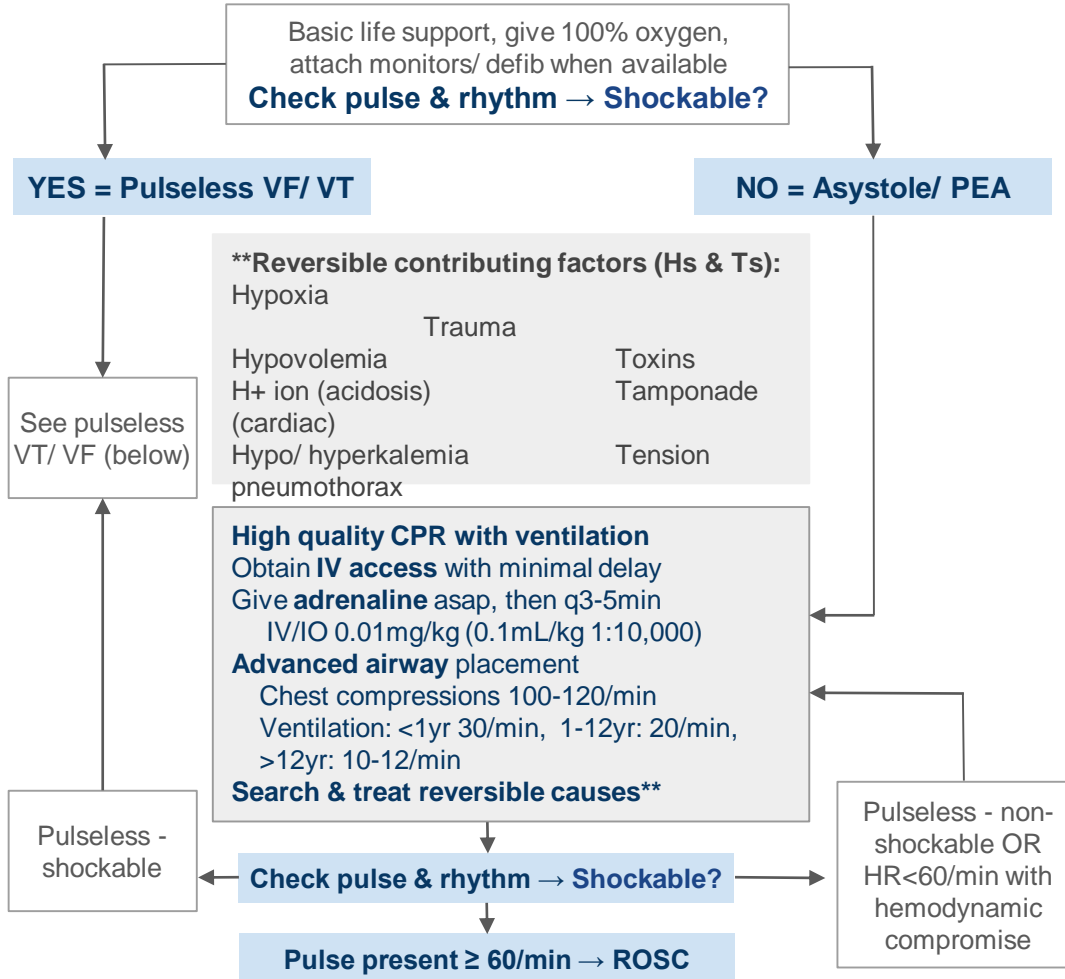 Basic life support, give 100% oxygen,
attach monitors/ defib when available
Check pulse & rhythm → Shockable?
YES = Pulseless VF/ VT
NO = Asystole/ PEA
**Reversible contributing factors (Hs & Ts):
Hypoxia
Trauma
Hypovolemia Toxins
H+ ion (acidosis) Tamponade
(cardiac)
Hypo/ hyperkalemia Tension
pneumothorax
See pulseless
VT/ VF (below)
High quality CPR with ventilation
Obtain IV access with minimal delay
Give adrenaline asap, then q3-5min
IV/IO 0.01mg/kg (0.1mL/kg 1:10,000)
Advanced airway placement
Chest compressions 100-120/min
Ventilation: <1yr 30/min, 1-12yr: 20/min,
>12yr: 10-12/min
Search & treat reversible causes**
Pulseless -
shockable
Check pulse & rhythm → Shockable?
Pulseless - non-
shockable OR
HR<60/min with
hemodynamic
compromise
Pulse present ≥ 60/min → ROSC